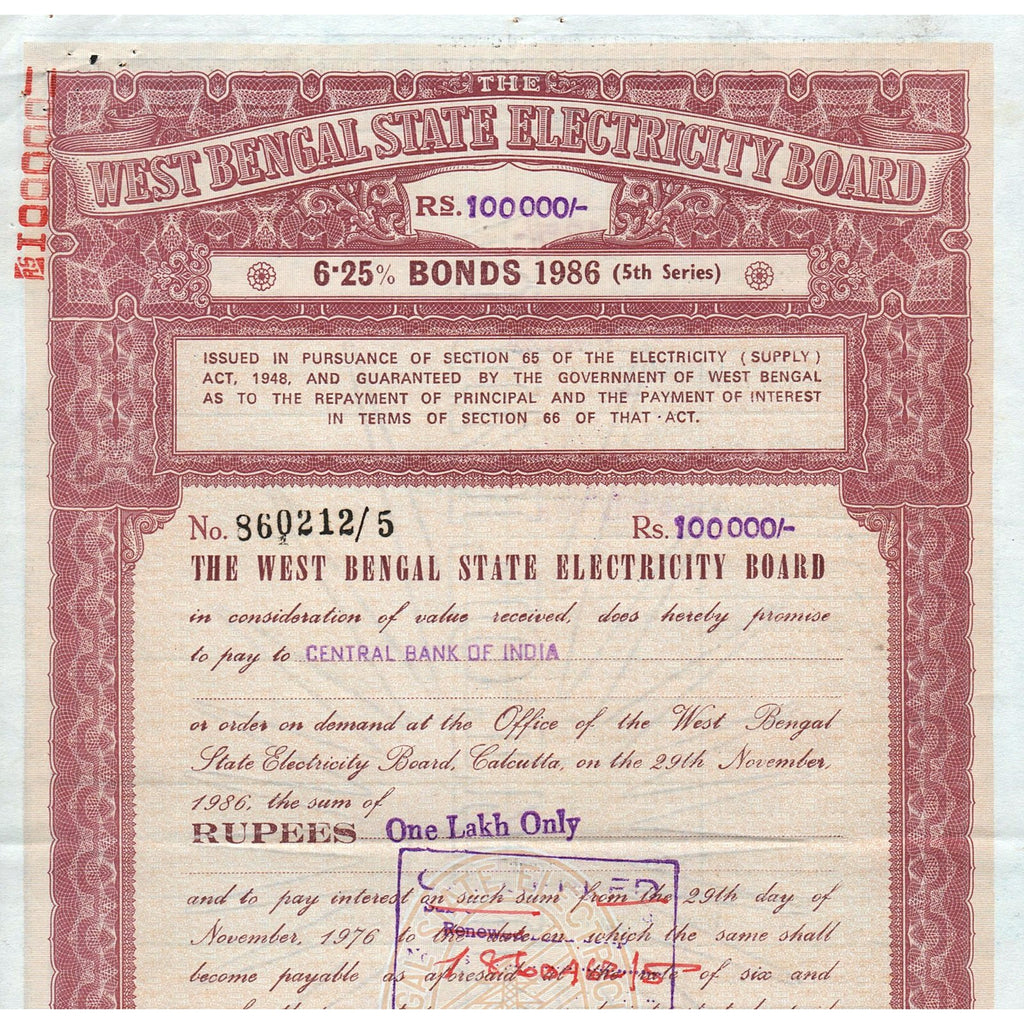 THE
WEST BENGAL STATE ELECTRICITY BOARD
RS. 100000/-
RS 100000/-
6·25% BONDS 1986 (5th Series)
ISSUED IN PURSUANCE OF SECTION 65 OF THE ELECTRICITY (SUPPLY)
ACT, 1948, AND GUARANTEED BY THE GOVERNMENT OF WEST BENGAL
AS TO THE REPAYMENT OF PRINCIPAL AND THE PAYMENT OF INTEREST
IN TERMS OF SECTION 66 OF THAT ACT.
No. 860212/5 Rs. 100000/-
THE WEST BENGAL STATE ELECTRICITY BOARD
in consideration of value received, does hereby promise
to pay to CENTRAL BANK OF INDIA
or order on demand at the Office of the West Bengal
State Electricity Board, Calcutta, on the 29th November,
1986, the sum of
RUPEES One Lakh Only
and to pay interest on such sum from the 29th day of
November, 1976 to the date on which the same shall
become payable as aforesaid at the rate of six and